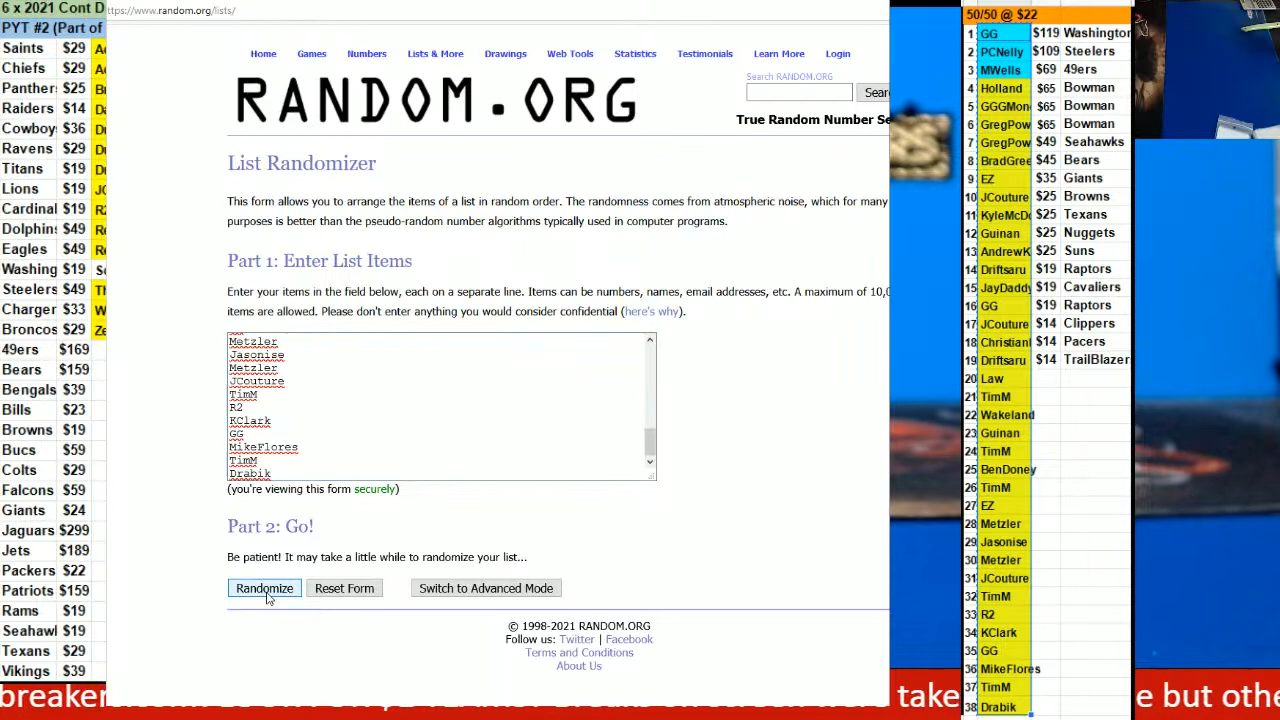 6 x 2021 Cont D
PYT #2 (Part of
Saints $29
Chiefs $29
Panthers $25
Raiders $14
Cowboys $36
Ravens $29
Titans $19
Lions $19
Cardinal $19
Dolphins $49
Eagles $49
Washing $19
Steelers $49
Charger $33
Broncos $29
49ers $169
Bears $159
Bengals $39
Bills $23
Browns $19
Bucs $59
Colts $29
Falcons $59
Giants $24
Jaguars $299
Jets $189
Packers $22
Patriots $159
Rams $19
Seahawl $19
Texans $29
Vikings $39
https://www.random.org/lists/
Home Games Numbers Lists & More Drawings Web Tools Statistics Testimonials Learn More Login
RANDOM.ORG
Search RANDOM.ORG
Sear
True Random Number Se
List Randomizer
This form allows you to arrange the items of a list in random order. The randomness comes from atmospheric noise, which for many
purposes is better than the pseudo-random number algorithms typically used in computer programs.
Part 1: Enter List Items
Enter your items in the field below, each on a separate line. Items can be numbers, names, email addresses, etc. A maximum of 10,0
items are allowed. Please don't enter anything you would consider confidential (here's why).
Metzler
Jasonise
Metzler
JCouture
TimM
R2
KClark
GG
MikeFlores
TimM
Drabik
(you're viewing this form securely)
Part 2: Go!
Be patient! It may take a little while to randomize your list...
Randomize Reset Form Switch to Advanced Mode
© 1998-2021 RANDOM.ORG
Follow us: Twitter | Facebook
Terms and Conditions
About Us
50/50 @ $22
1 GG $119 Washington
2 PCNelly $109 Steelers
3 MWells $69 49ers
4 Holland $65 Bowman
5 GGGMon $65 Bowman
6 GregPow $65 Bowman
7 GregPow $49 Seahawks
8 BradGree $45 Bears
9 EZ $35 Giants
10 JCouture $25 Browns
11 KyleMcDo $25 Texans
12 Guinan $25 Nuggets
13 AndrewK $25 Suns
14 Driftsaru $19 Raptors
15 JayDaddy $19 Cavaliers
16 GG $19 Raptors
17 JCouture $14 Clippers
18 Christianl $14 Pacers
19 Driftsaru $14 TrailBlazer
20 Law
21 TimM
22 Wakeland
23 Guinan
24 TimM
25 BenDoney
26 TimM
27 EZ
28 Metzler
29 Jasonise
30 Metzler
31 JCouture
32 TimM
33 R2
34 KClark
35 GG
36 MikeFlores
37 TimM
38 Drabik
breaker take e but othe